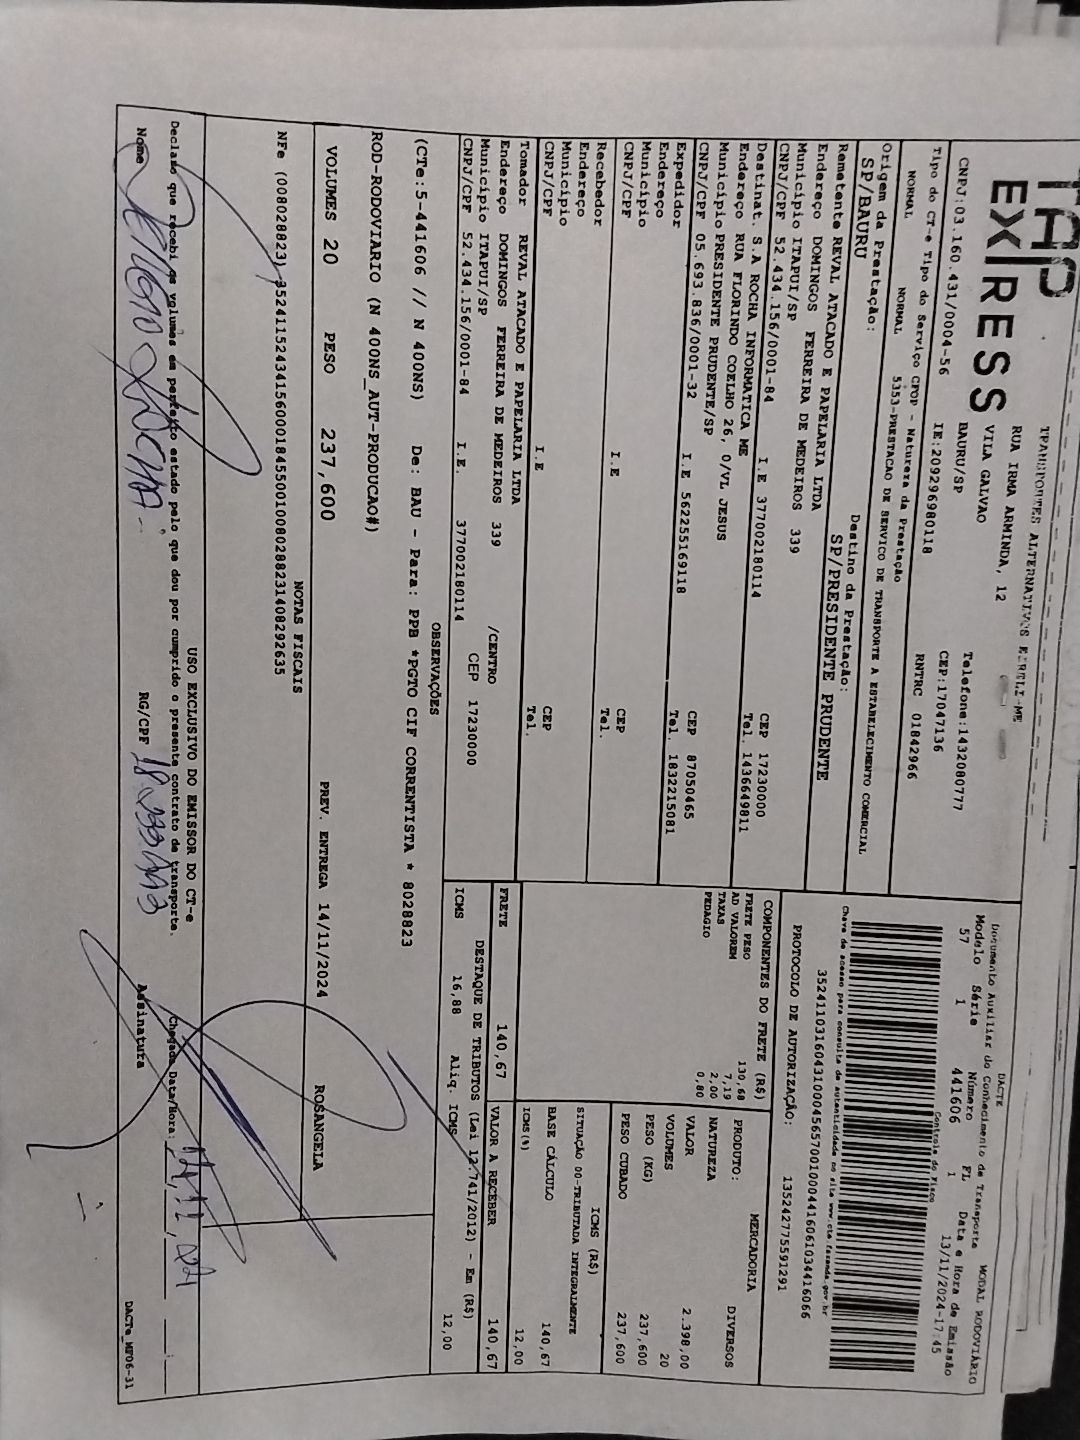 TAP
EXPRESS
TRANSPORTES ALTERNATIVOS EIRELI-ME
RUA IRMA ARMINDA, 12
VILA GALVAO
BAURU/SP
Telefone:1432080777
CEP:17047136
CNPJ:03.160.431/0004-56
IE:209296980118
RNTRC 01842966
Tipo do CT-e Tipo do Serviço CFOP - Natureza da Prestação
NORMAL NORMAL 5353-PRESTACAO DE SERVICO DE TRANSPORTE A ESTABELECIMENTO COMERCIAL
Origem da Prestação: Destino da Prestação:
SP/BAURU SP/PRESIDENTE PRUDENTE
DACTE
Documento Auxiliar do Conhecimento de Transporte MODAL RODOVIÁRIO
Modelo Série Número FL Data e Hora de Emissão
57 1 441606 1 13/11/2024-17:45
Controle do Fisco
Chave de acesso para consulta de autenticidade no site www.cte.fazenda.gov.br
35241103160431000456570010004416061034416066
PROTOCOLO DE AUTORIZAÇÃO: 135242775591291
Remetente REVAL ATACADO E PAPELARIA LTDA
Endereço DOMINGOS FERREIRA DE MEDEIROS 339
Município ITAPUI/SP CEP 17230000
CNPJ/CPF 52.434.156/0001-84 I.E 377002180114 Tel. 1436649811
Destinat. S.A ROCHA INFORMATICA ME
Endereço RUA FLORINDO COELHO 26, 0/VL JESUS
Município PRESIDENTE PRUDENTE/SP CEP 87050465
CNPJ/CPF 05.693.836/0001-32 I.E 562255169118 Tel. 1832215081
Expedidor
Endereço
Município CEP
CNPJ/CPF I.E Tel.
Recebedor
Endereço
Município CEP
CNPJ/CPF I.E Tel.
Tomador REVAL ATACADO E PAPELARIA LTDA
Endereço DOMINGOS FERREIRA DE MEDEIROS 339 /CENTRO
Município ITAPUI/SP CEP 17230000
CNPJ/CPF 52.434.156/0001-84 I.E. 377002180114
COMPONENTES DO FRETE (R$)
FRETE PESO 130,68
AD VALOREM 7,19
TAXAS 2,00
PEDAGIO 0,80
MERCADORIA
PRODUTO: DIVERSOS
NATUREZA
VALOR 2.398,00
VOLUMES 20
PESO (KG) 237,600
PESO CUBADO 237,600
ICMS (R$)
SITUAÇÃO 00-TRIBUTADA INTEGRALMENTE
BASE CÁLCULO 140,67
ICMS (%) 12,00
FRETE 140,67 VALOR A RECEBER 140,67
DESTAQUE DE TRIBUTOS (Lei 12.741/2012) - Em (R$)
ICMS 16,88 Aliq. ICMS 12,00
OBSERVAÇÕES
(CTe:5-441606 // N 400NS) De: BAU - Para: PPB *PGTO CIF CORRENTISTA * 8028823
ROD-RODOVIARIO (N 400NS_AUT-PRODUCAO#)
VOLUMES 20 PESO 237,600 PREV. ENTREGA 14/11/2024 ROSANGELA
NOTAS FISCAIS
NFe (008028823) 35241152434156000184550010080288231408292635
USO EXCLUSIVO DO EMISSOR DO CT-e
Declaro que recebi os volumes em perfeito estado pelo que dou por cumprido o presente contrato de transporte.
Chegada Data/Hora:
Nome RG/CPF Assinatura
DACTe_MF06-31